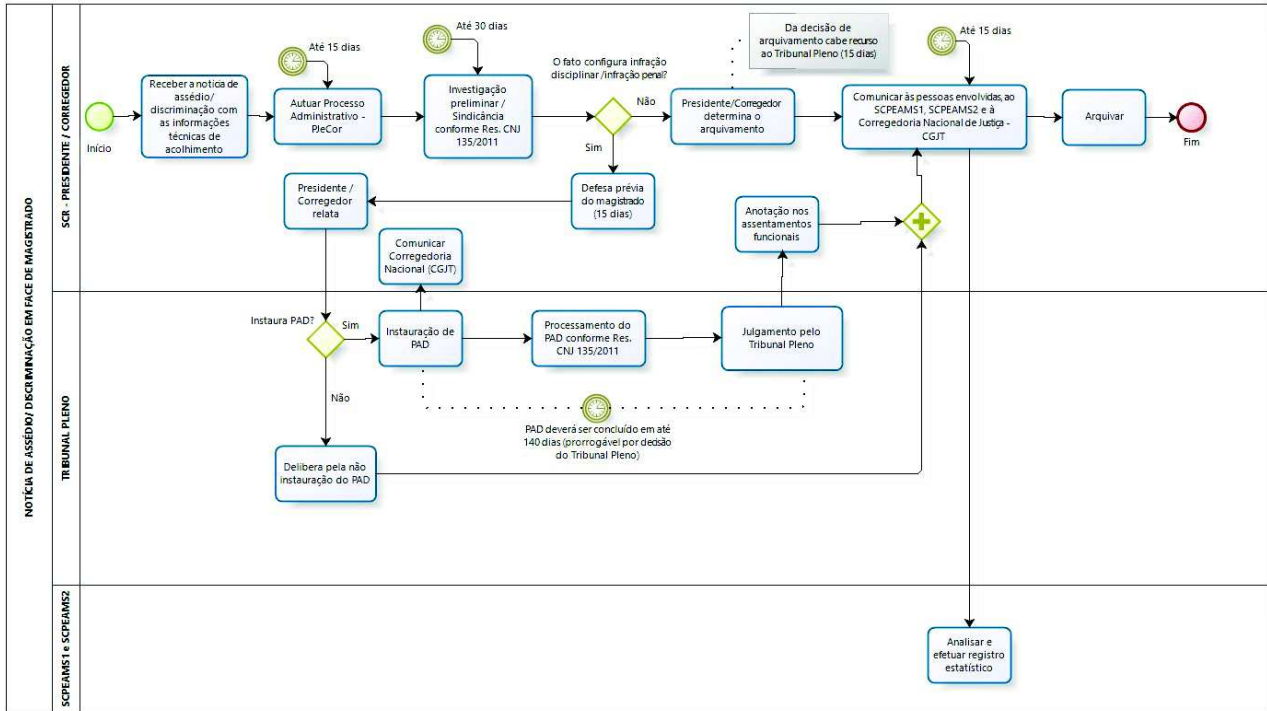 NOTÍCIA DE ASSÉDIO/ DISCRIMINAÇÃO EM FACE DE MAGISTRADO
SCR - PRESIDENTE / CORREGEDOR
Início
Receber a notícia de
assédio/
discriminação com
as informações
técnicas de
acolhimento
Até 15 dias
Autuar Processo
Administrativo -
PJeCor
Até 30 dias
Investigação
preliminar /
Sindicância
conforme Res. CNJ
135/2011
O fato configura infração
disciplinar /infração penal?
Não
Sim
Da decisão de
arquivamento cabe recurso
ao Tribunal Pleno (15 dias)
Presidente/Corregedor
determina o
arquivamento
Até 15 dias
Comunicar às pessoas envolvidas, ao
SCPEAMS1, SCPEAMS2 e à
Corregedoria Nacional de Justiça -
CGJT
Arquivar
Fim
Defesa prévia
do magistrado
(15 dias)
Presidente /
Corregedor
relata
Comunicar
Corregedoria
Nacional (CGJT)
Anotação nos
assentamentos
funcionais
TRIBUNAL PLENO
Instaura PAD?
Sim
Instauração de
PAD
Processamento do
PAD conforme Res.
CNJ 135/2011
Julgamento pelo
Tribunal Pleno
Não
PAD deverá ser concluído em até
140 dias (prorrogável por decisão
do Tribunal Pleno)
Delibera pela não
instauração do PAD
SCPEAMS1 e SCPEAMS2
Analisar e
efetuar registro
estatístico